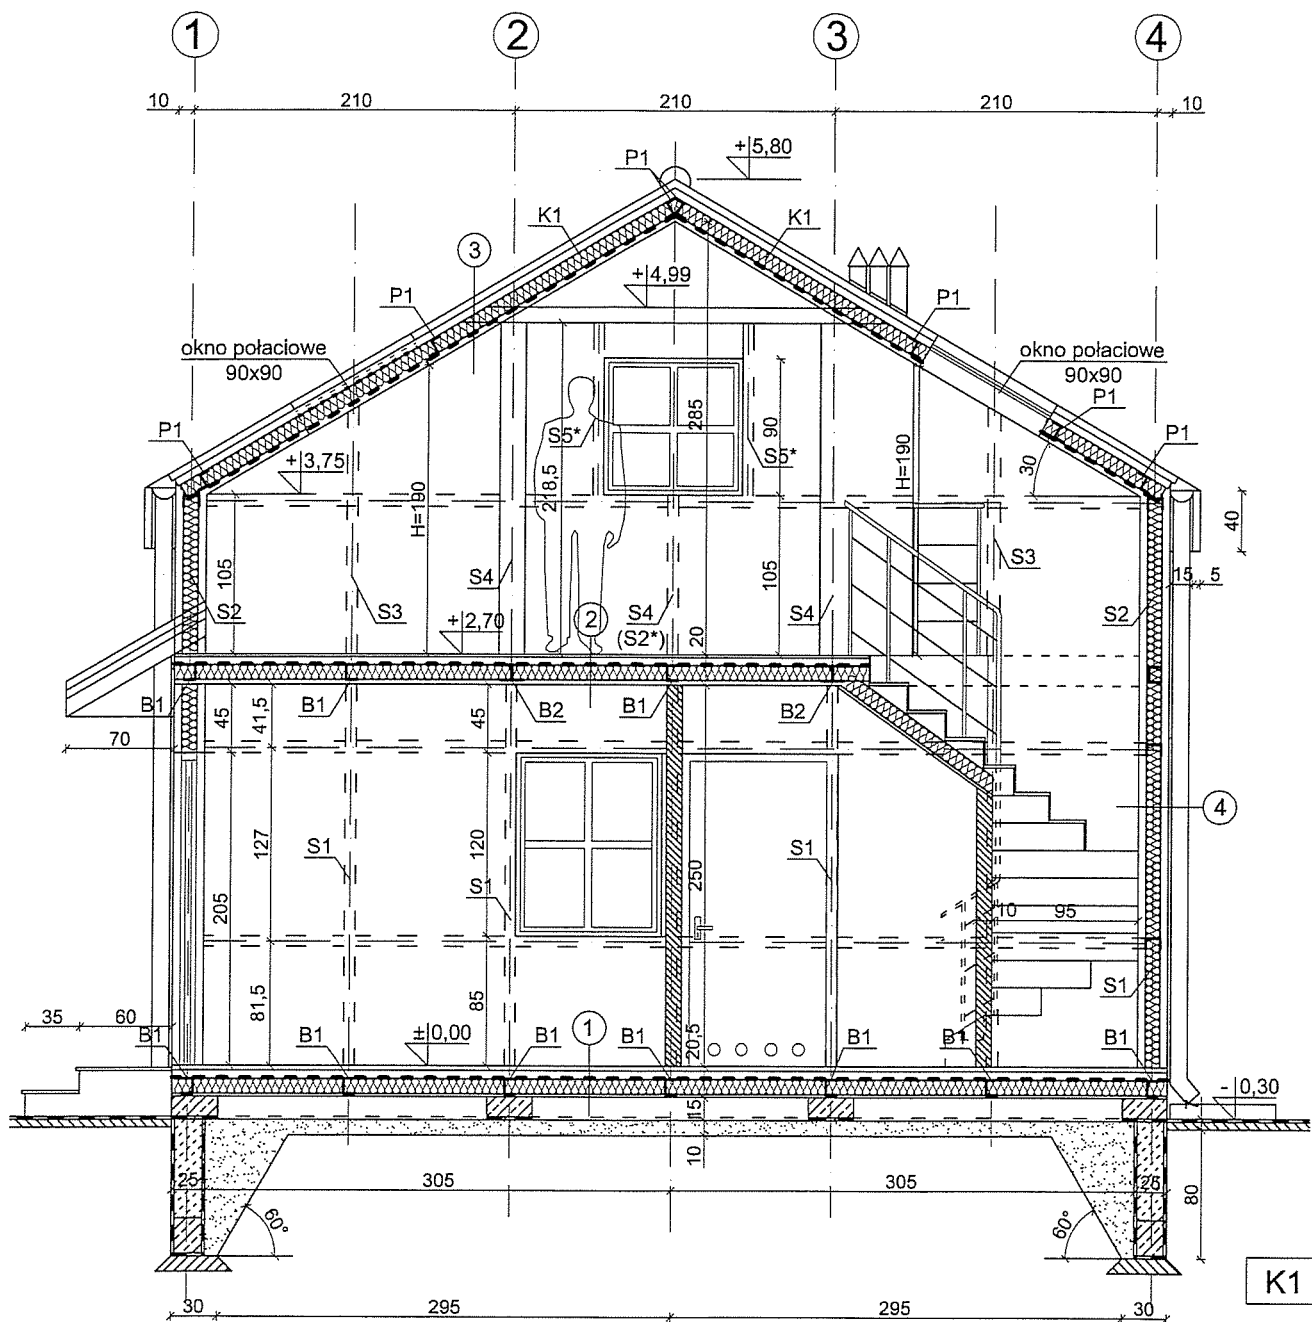 1
2
3
4
10
210
210
210
10
P1
+5,80
K1
K1
3
+4,99
P1
P1
okno połaciowe
90x90
okno połaciowe
90x90
P1
P1
P1
+3,75
S5*
285
90
S5*
H=190
218,5
H=190
30
40
105
S2
S3
S4
S4
(S2*)
105
S4
S3
15
5
S2
+2,70
2
20
B1
B1
B2
B1
B2
70
45
41,5
45
4
127
S1
120
S1
S1
205
250
10
95
81,5
85
S1
35
60
±0,00
1
20,5
B1
B1
B1
B1
B1
B1
B1
-0,30
15
10
25
305
305
25
80
60°
60°
K1
30
295
295
30